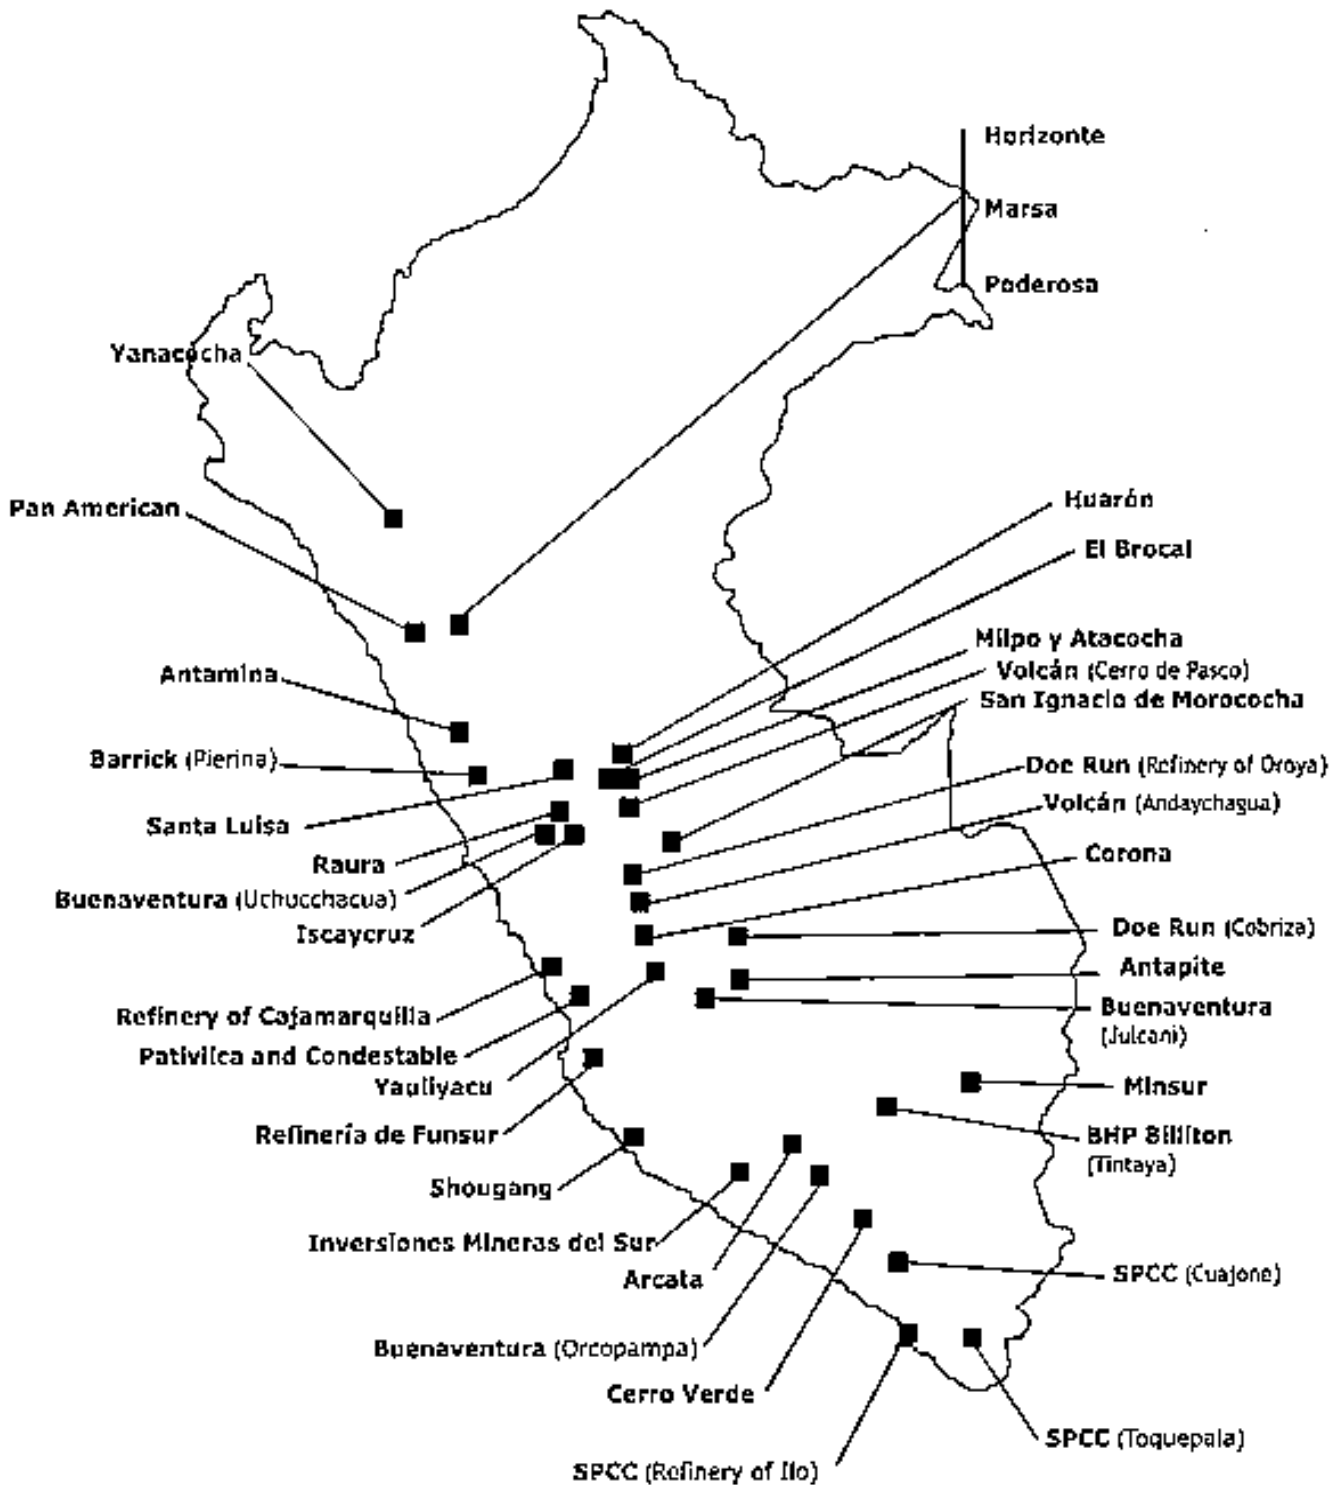 Horizonte
Marsa
Poderosa
Yanacocha
Pan American
Huarón
El Brocal
Milpo y Atacocha
Volcán (Cerro de Pasco)
San Ignacio de Morococha
Antamina
Barrick (Pierina)
Doe Run (Refinery of Oroya)
Volcán (Andaychagua)
Santa Luisa
Corona
Raura
Buenaventura (Uchucchacua)
Iscaycruz
Doe Run (Cobriza)
Antapite
Buenaventura
(Julcani)
Refinery of Cajamarquilla
Pativilca and Condestable
Yauliyacu
Minsur
Refinería de Funsur
BHP Billiton
(Tintaya)
Shougang
Inversiones Mineras del Sur
Arcata
SPCC (Cuajone)
Buenaventura (Orcopampa)
Cerro Verde
SPCC (Toquepala)
SPCC (Refinery of Ilo)